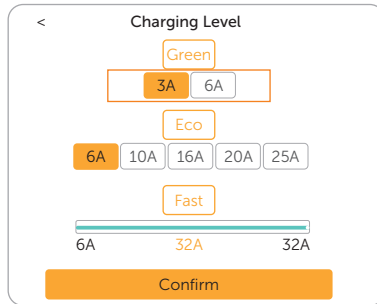 < Charging Level
Green
3A 6A
Eco
6A 10A 16A 20A 25A
Fast
6A 32A 32A
Confirm